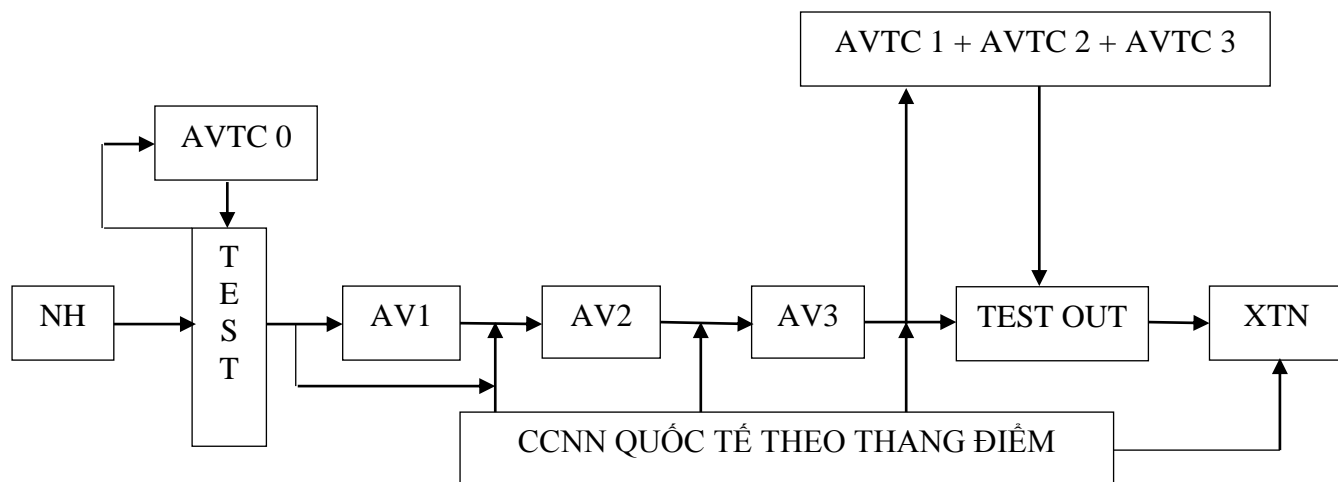 AVTC 1 + AVTC 2 + AVTC 3
AVTC 0
T
E
S
T
NH
AV1
AV2
AV3
TEST OUT
XTN
CCNN QUỐC TẾ THEO THANG ĐIỂM